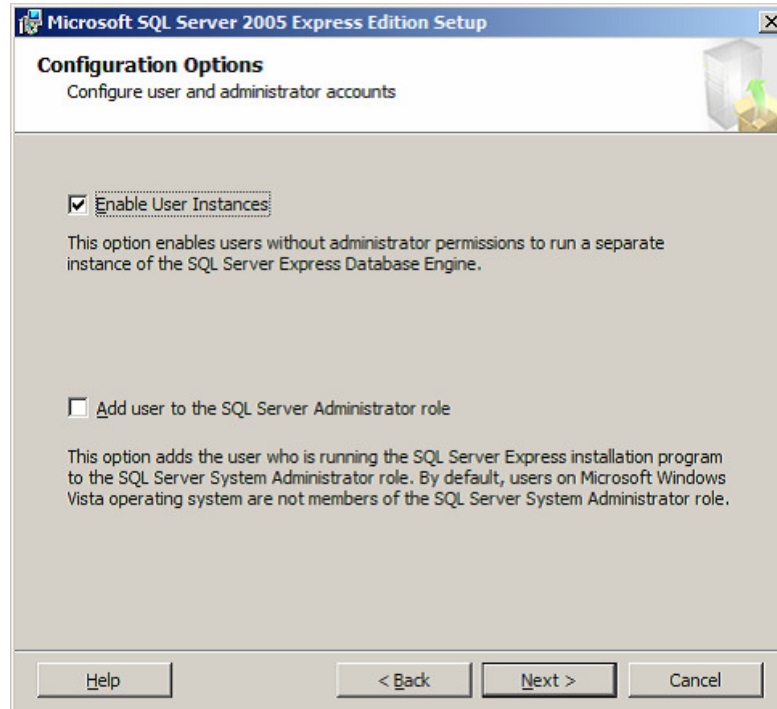 Microsoft SQL Server 2005 Express Edition Setup
Configuration Options
Configure user and administrator accounts
Enable User Instances
This option enables users without administrator permissions to run a separate
instance of the SQL Server Express Database Engine.
Add user to the SQL Server Administrator role
This option adds the user who is running the SQL Server Express installation program
to the SQL Server System Administrator role. By default, users on Microsoft Windows
Vista operating system are not members of the SQL Server System Administrator role.
Help
< Back
Next >
Cancel